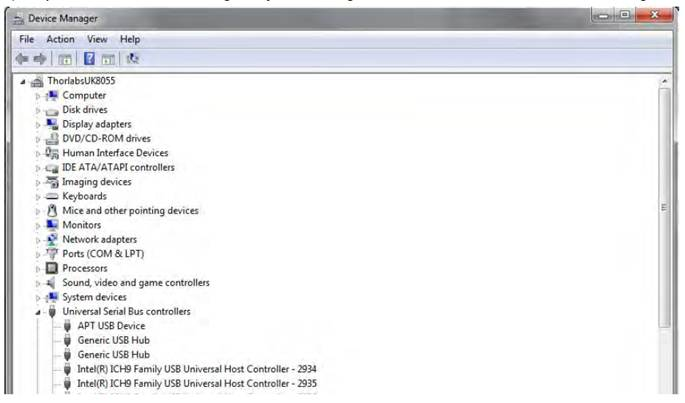 Device Manager
File Action View Help
ThorlabsUK8055
Computer
Disk drives
Display adapters
DVD/CD-ROM drives
Human Interface Devices
IDE ATA/ATAPI controllers
Imaging devices
Keyboards
Mice and other pointing devices
Monitors
Network adapters
Ports (COM & LPT)
Processors
Sound, video and game controllers
System devices
Universal Serial Bus controllers
APT USB Device
Generic USB Hub
Generic USB Hub
Intel(R) ICH9 Family USB Universal Host Controller - 2934
Intel(R) ICH9 Family USB Universal Host Controller - 2935